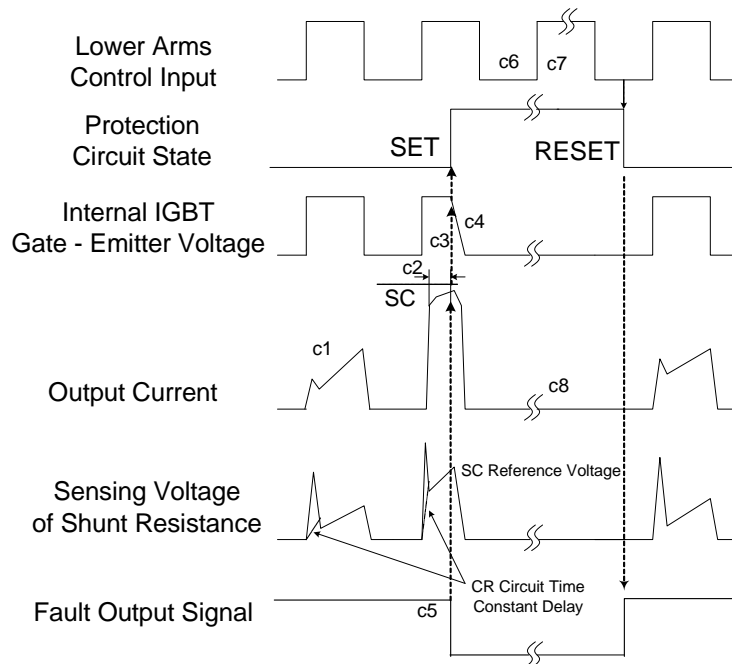 Lower Arms
Control Input
c6
c7
Protection
Circuit State
SET
RESET
Internal IGBT
Gate - Emitter Voltage
c4
c3
c2
SC
c1
Output Current
c8
SC Reference Voltage
Sensing Voltage
of Shunt Resistance
CR Circuit Time
Constant Delay
Fault Output Signal
c5